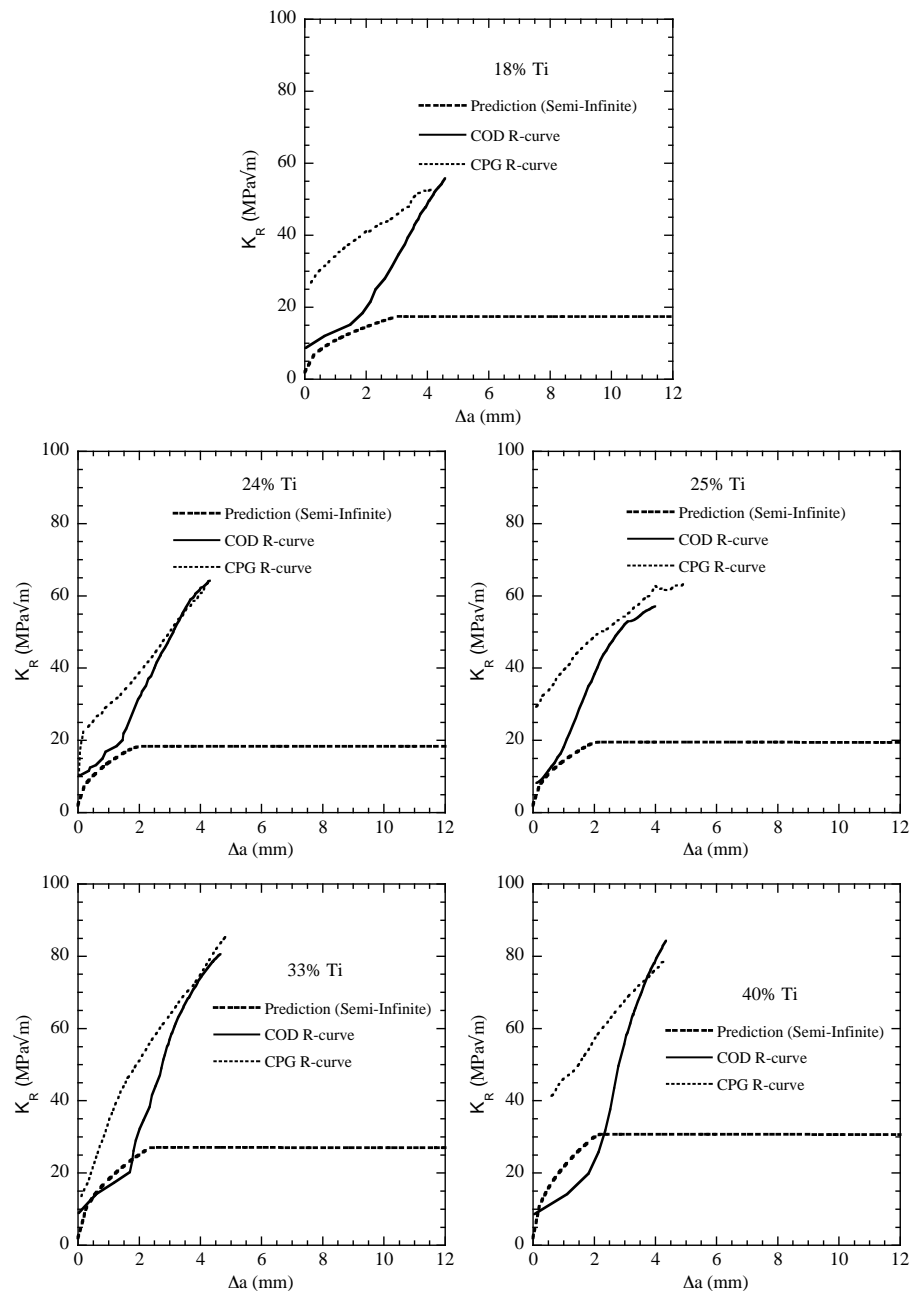 100
80
60
40
20
0
K_R (MPa√m)
18% Ti
Prediction (Semi-Infinite)
COD R-curve
CPG R-curve
0 2 4 6 8 10 12
Δa (mm)
100
80
60
40
20
0
K_R (MPa√m)
24% Ti
Prediction (Semi-Infinite)
COD R-curve
CPG R-curve
0 2 4 6 8 10 12
Δa (mm)
100
80
60
40
20
0
K_R (MPa√m)
25% Ti
Prediction (Semi-Infinite)
COD R-curve
CPG R-curve
0 2 4 6 8 10 12
Δa (mm)
100
80
60
40
20
0
K_R (MPa√m)
33% Ti
Prediction (Semi-Infinite)
COD R-curve
CPG R-curve
0 2 4 6 8 10 12
Δa (mm)
100
80
60
40
20
0
K_R (MPa√m)
40% Ti
Prediction (Semi-Infinite)
COD R-curve
CPG R-curve
0 2 4 6 8 10 12
Δa (mm)